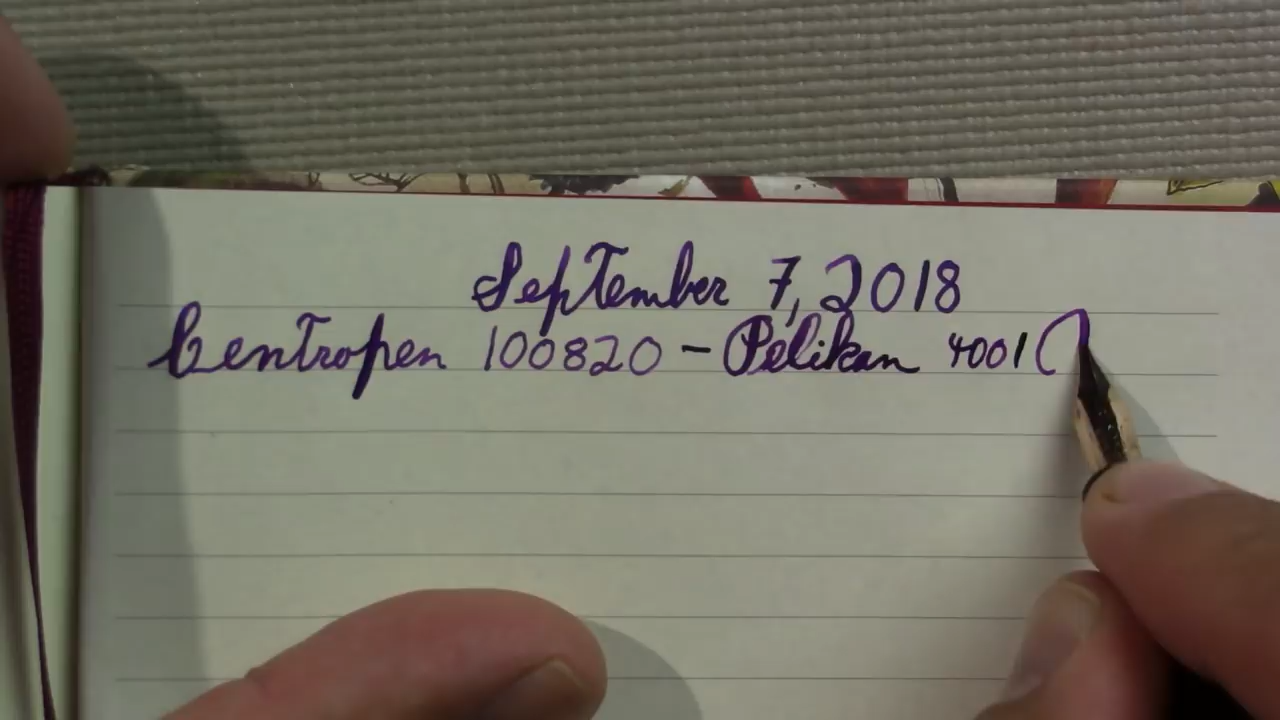 September 7, 2018
Centropen 100820 - Pelikan 4001 (